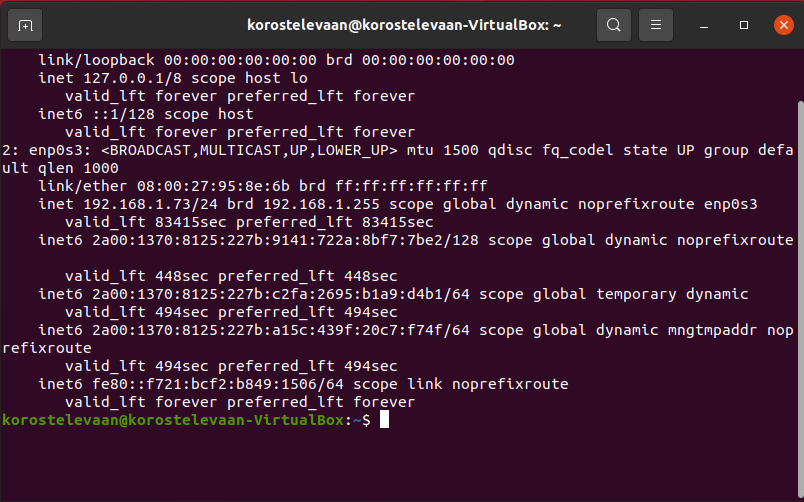 korostelevaan@korostelevaan-VirtualBox: ~
link/loopback 00:00:00:00:00:00 brd 00:00:00:00:00:00
inet 127.0.0.1/8 scope host lo
valid_lft forever preferred_lft forever
inet6 ::1/128 scope host
valid_lft forever preferred_lft forever
2: enp0s3: <BROADCAST,MULTICAST,UP,LOWER_UP> mtu 1500 qdisc fq_codel state UP group defa
ult qlen 1000
link/ether 08:00:27:95:8e:6b brd ff:ff:ff:ff:ff:ff
inet 192.168.1.73/24 brd 192.168.1.255 scope global dynamic noprefixroute enp0s3
valid_lft 83415sec preferred_lft 83415sec
inet6 2a00:1370:8125:227b:9141:722a:8bf7:7be2/128 scope global dynamic noprefixroute
valid_lft 448sec preferred_lft 448sec
inet6 2a00:1370:8125:227b:c2fa:2695:b1a9:d4b1/64 scope global temporary dynamic
valid_lft 494sec preferred_lft 494sec
inet6 2a00:1370:8125:227b:a15c:439f:20c7:f74f/64 scope global dynamic mngtmpaddr nop
refixroute
valid_lft 494sec preferred_lft 494sec
inet6 fe80::f721:bcf2:b849:1506/64 scope link noprefixroute
valid_lft forever preferred_lft forever
korostelevaan@korostelevaan-VirtualBox:~$